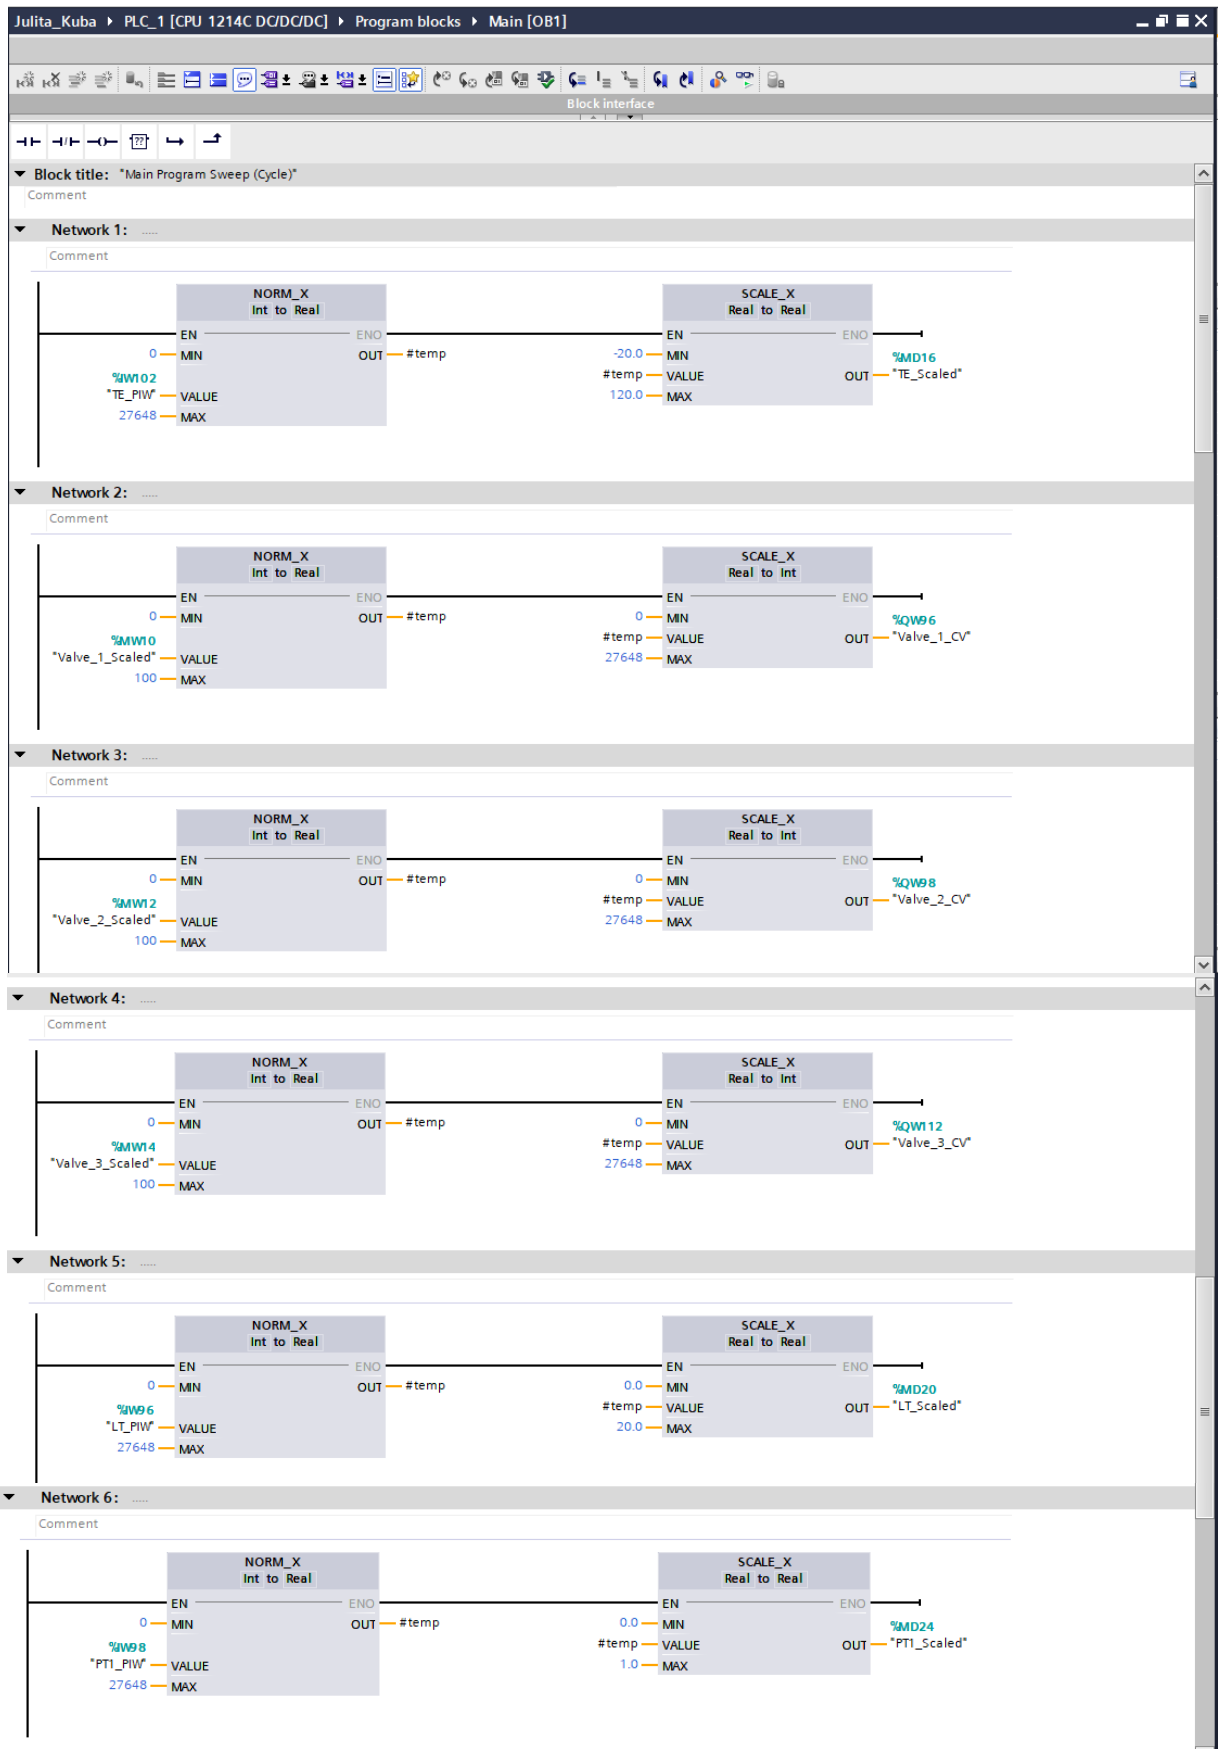 Julita_Kuba ▸ PLC_1 [CPU 1214C DC/DC/DC] ▸ Program blocks ▸ Main [OB1]
Block interface
??
Block title: "Main Program Sweep (Cycle)"
Comment
Network 1: .....
Comment
NORM_X SCALE_X
Int to Real Real to Real
EN ENO EN ENO
0 MIN OUT #temp -20.0 MIN %MD16
%IW102 #temp VALUE OUT "TE_Scaled"
"TE_PIW" VALUE 120.0 MAX
27648 MAX
Network 2: .....
Comment
NORM_X SCALE_X
Int to Real Real to Int
EN ENO EN ENO
0 MIN OUT #temp 0 MIN %QW96
%MW10 #temp VALUE OUT "Valve_1_CV"
"Valve_1_Scaled" VALUE 27648 MAX
100 MAX
Network 3: .....
Comment
NORM_X SCALE_X
Int to Real Real to Int
EN ENO EN ENO
0 MIN OUT #temp 0 MIN %QW98
%MW12 #temp VALUE OUT "Valve_2_CV"
"Valve_2_Scaled" VALUE 27648 MAX
100 MAX
Network 4: .....
Comment
NORM_X SCALE_X
Int to Real Real to Int
EN ENO EN ENO
0 MIN OUT #temp 0 MIN %QW112
%MW14 #temp VALUE OUT "Valve_3_CV"
"Valve_3_Scaled" VALUE 27648 MAX
100 MAX
Network 5: .....
Comment
NORM_X SCALE_X
Int to Real Real to Real
EN ENO EN ENO
0 MIN OUT #temp 0.0 MIN %MD20
%IW96 #temp VALUE OUT "LT_Scaled"
"LT_PIW" VALUE 20.0 MAX
27648 MAX
Network 6: .....
Comment
NORM_X SCALE_X
Int to Real Real to Real
EN ENO EN ENO
0 MIN OUT #temp 0.0 MIN %MD24
%IW98 #temp VALUE OUT "PT1_Scaled"
"PT1_PIW" VALUE 1.0 MAX
27648 MAX